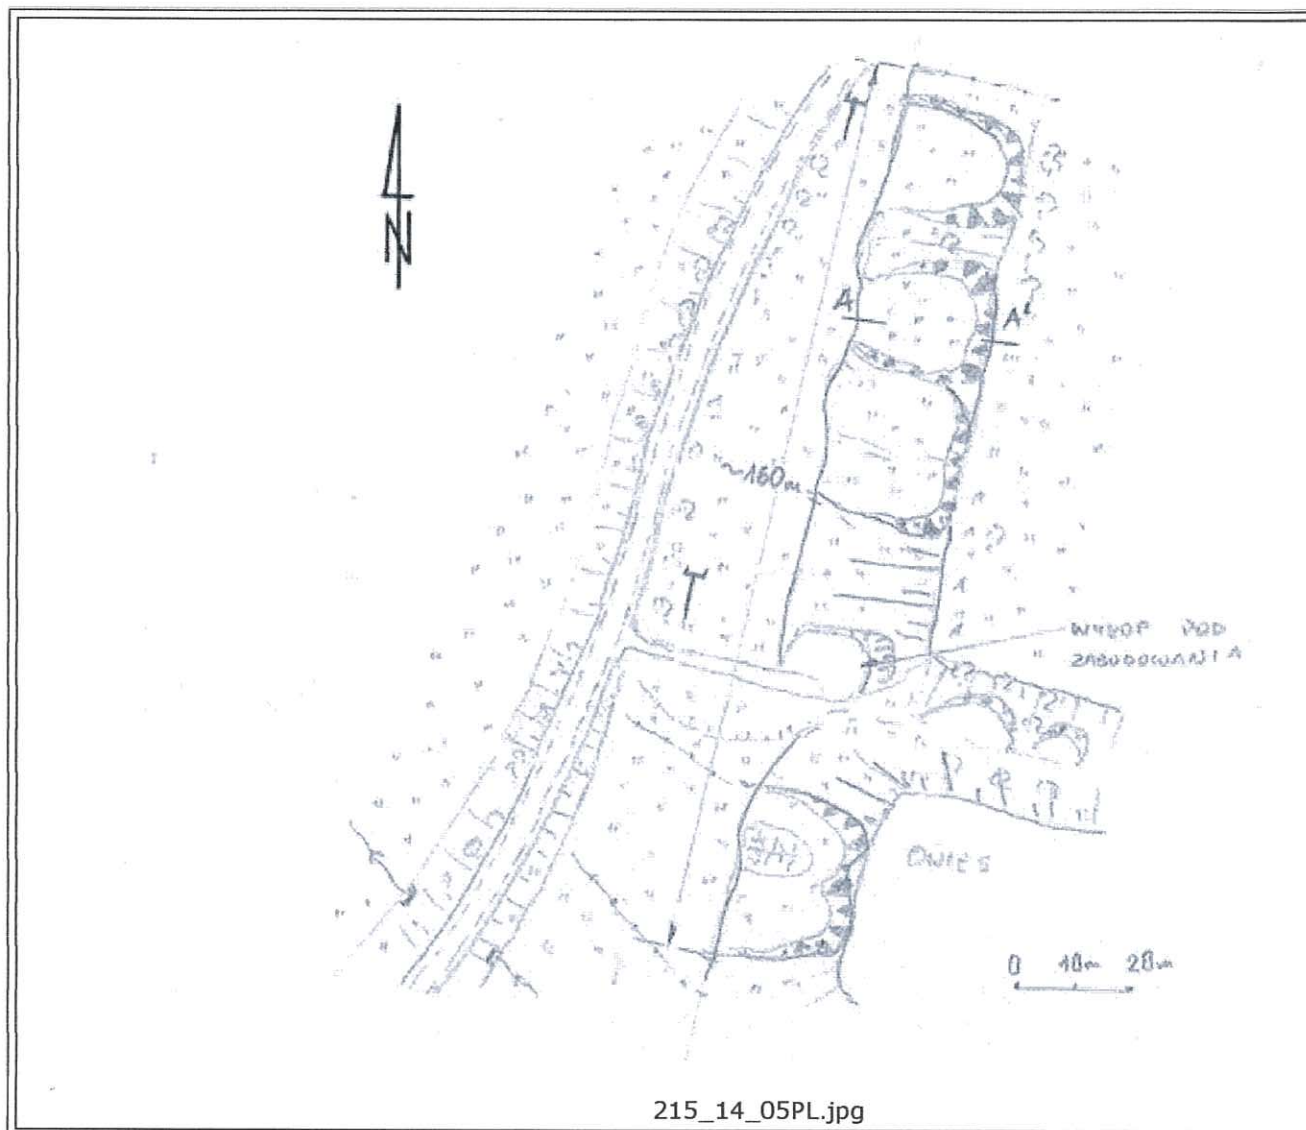 N
A
A'
~160m
WYKOP POD
ZABUDOWANIA
OWIES
0 10m 20m
215_14_05PL.jpg